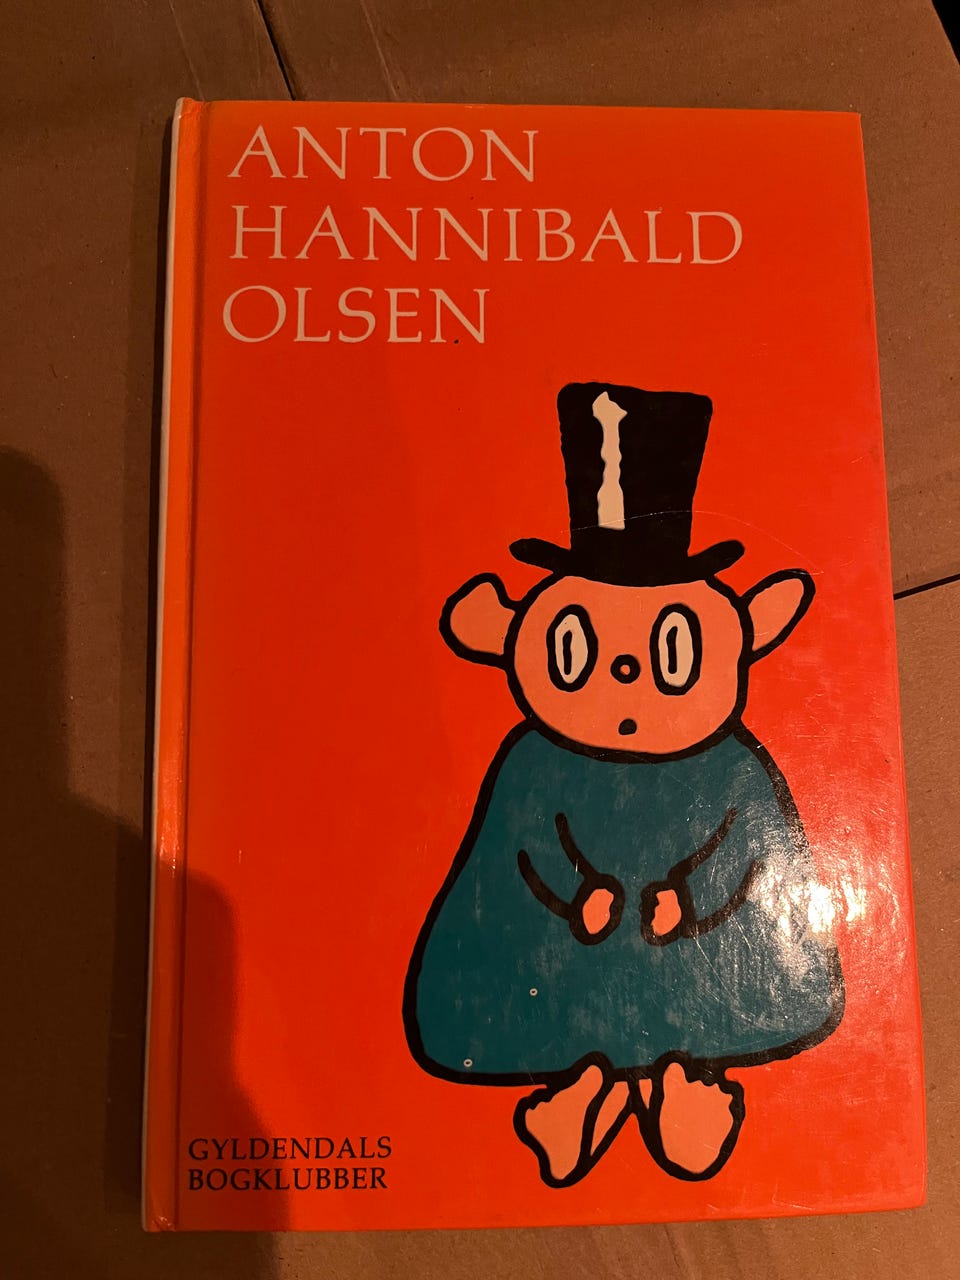 ANTON
HANNIBALD
OLSEN
GYLDENDALS
BOGKLUBBER